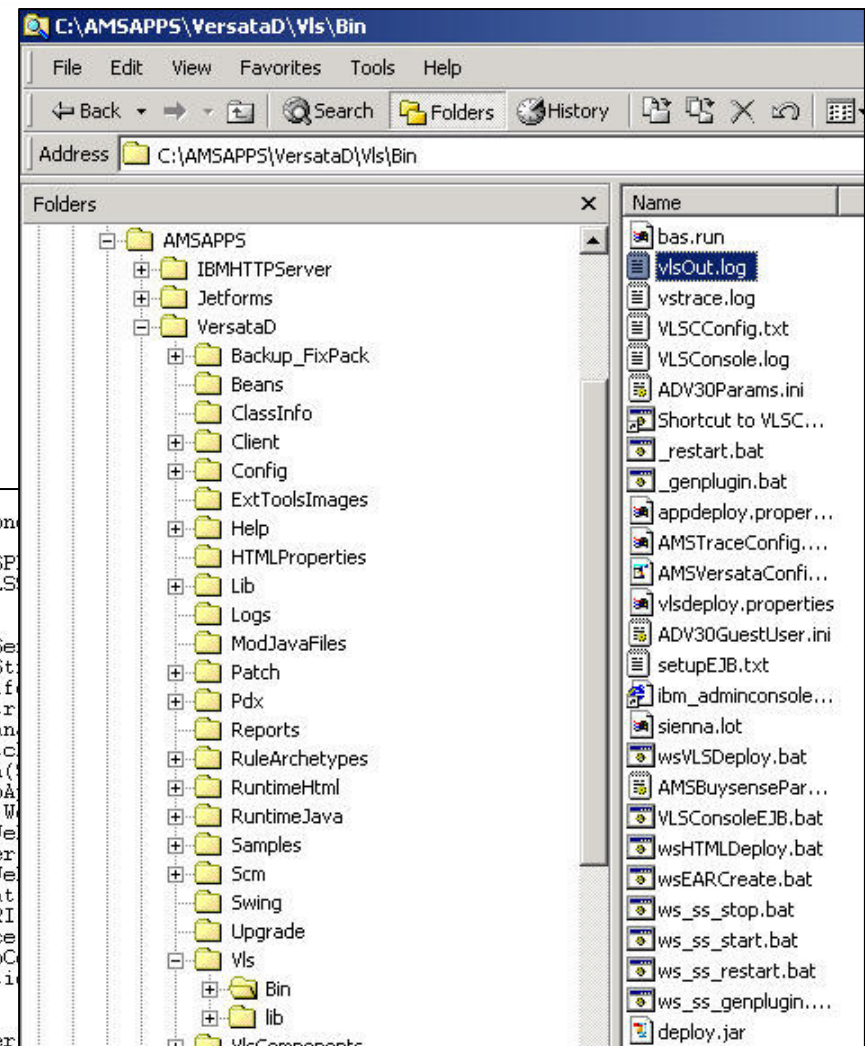 C:\AMSAPPS\VersataD\Vls\Bin
File Edit View Favorites Tools Help
Back Search Folders History
Address C:\AMSAPPS\VersataD\Vls\Bin
Folders
AMSAPPS
IBMHTTPServer
Jetforms
VersataD
Backup_FixPack
Beans
ClassInfo
Client
Config
ExtToolsImages
Help
HTMLProperties
Lib
Logs
ModJavaFiles
Patch
Pdx
Reports
RuleArchetypes
RuntimeHtml
RuntimeJava
Samples
Scm
Swing
Upgrade
Vls
Bin
lib
VlsComponents
Name
bas.run
vlsOut.log
vstrace.log
VLSCConfig.txt
VLSConsole.log
ADV30Params.ini
Shortcut to VLSC...
_restart.bat
_genplugin.bat
appdeploy.proper...
AMSTraceConfig....
AMSVersataConfi...
vlsdeploy.properties
ADV30GuestUser.ini
setupEJB.txt
ibm_adminconsole...
sienna.lot
wsVLSDeploy.bat
AMSBuysensePar...
VLSConsoleEJB.bat
wsHTMLDeploy.bat
wsEARCreate.bat
ws_ss_stop.bat
ws_ss_start.bat
ws_ss_restart.bat
ws_ss_genplugin....
deploy.jar